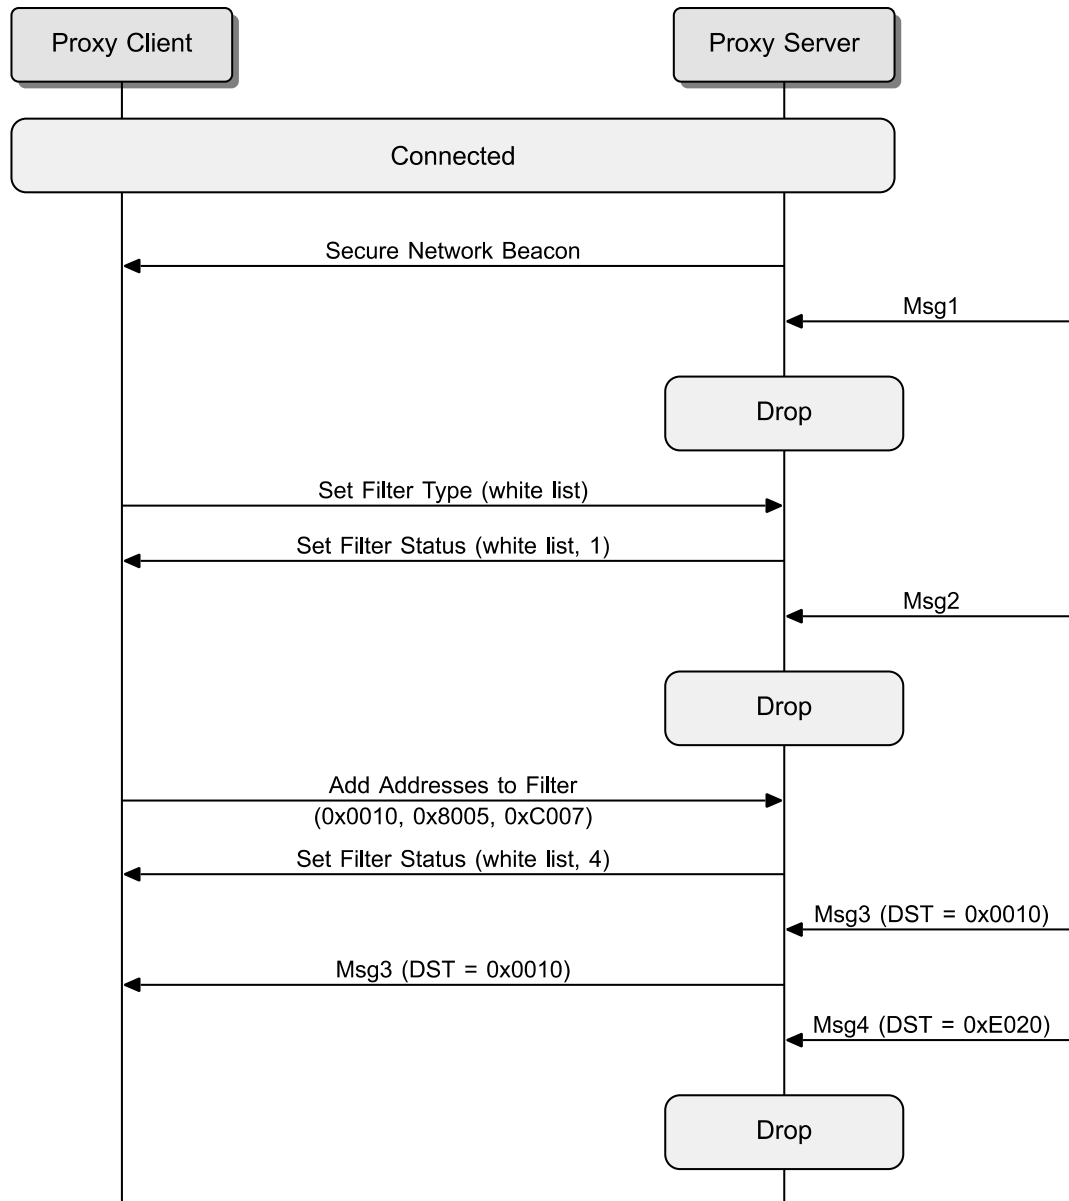 Proxy Client
Proxy Server
Connected
Secure Network Beacon
Msg1
Drop
Set Filter Type (white list)
Set Filter Status (white list, 1)
Msg2
Drop
Add Addresses to Filter
(0x0010, 0x8005, 0xC007)
Set Filter Status (white list, 4)
Msg3 (DST = 0x0010)
Msg3 (DST = 0x0010)
Msg4 (DST = 0xE020)
Drop